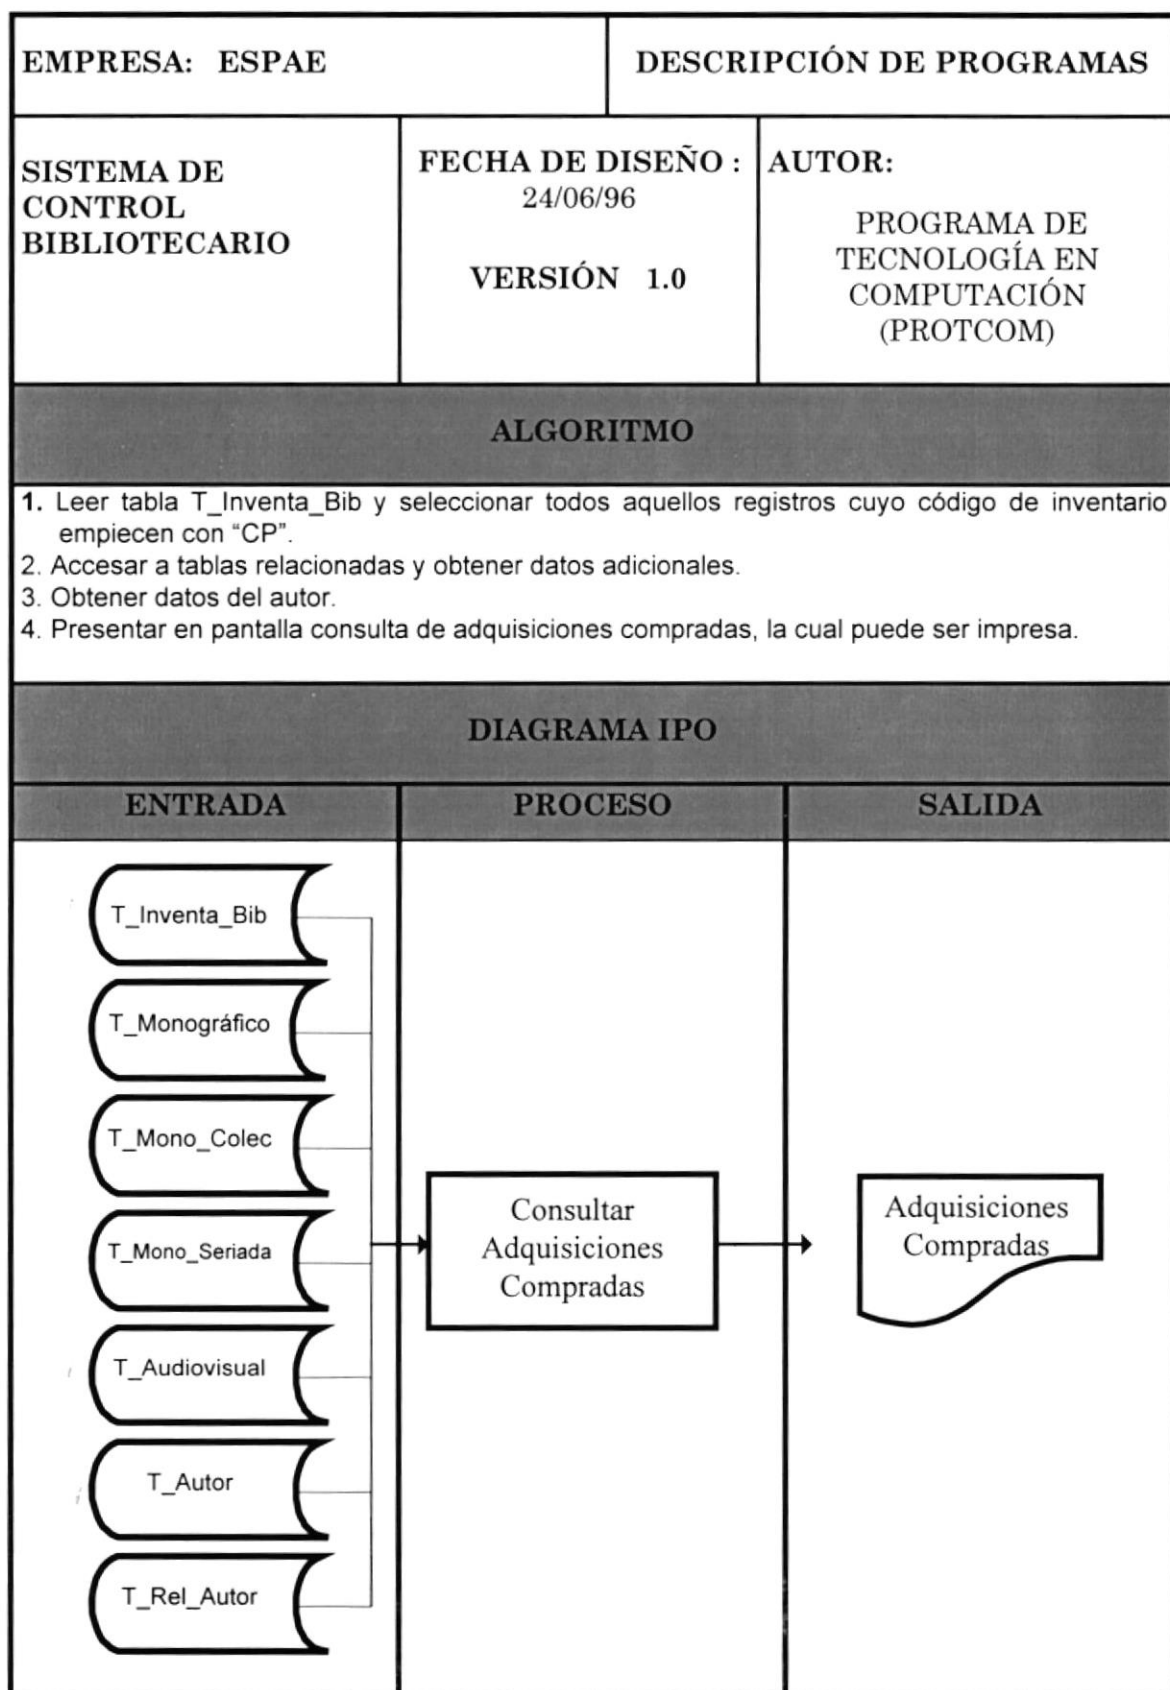 EMPRESA: ESPAE
DESCRIPCIÓN DE PROGRAMAS
SISTEMA DE
CONTROL
BIBLIOTECARIO
FECHA DE DISEÑO :
24/06/96
VERSIÓN 1.0
AUTOR:
PROGRAMA DE
TECNOLOGÍA EN
COMPUTACIÓN
(PROTCOM)
ALGORITMO
1. Leer tabla T_Inventa_Bib y seleccionar todos aquellos registros cuyo código de inventario
empiecen con “CP”.
2. Accesar a tablas relacionadas y obtener datos adicionales.
3. Obtener datos del autor.
4. Presentar en pantalla consulta de adquisiciones compradas, la cual puede ser impresa.
DIAGRAMA IPO
ENTRADA
PROCESO
SALIDA
T_Inventa_Bib
T_Monográfico
T_Mono_Colec
T_Mono_Seriada
T_Audiovisual
T_Autor
T_Rel_Autor
Consultar
Adquisiciones
Compradas
Adquisiciones
Compradas